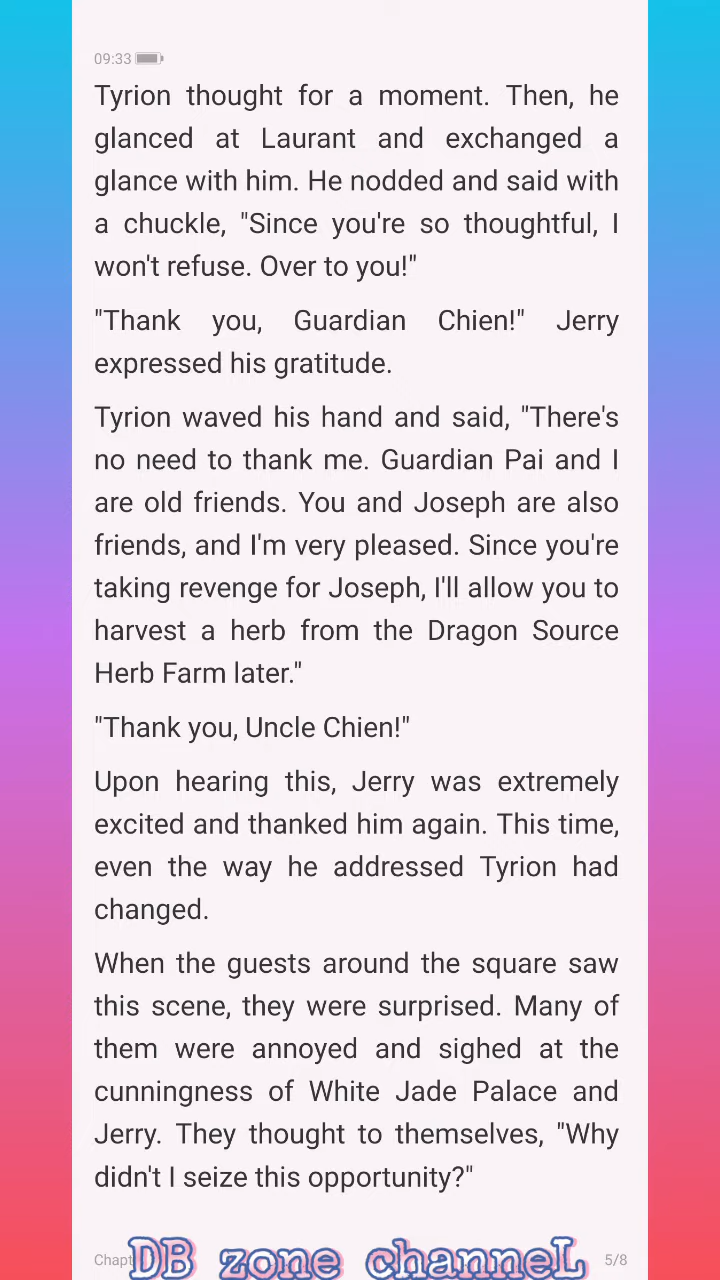 09:33
Tyrion thought for a moment. Then, he
glanced at Laurant and exchanged a
glance with him. He nodded and said with
a chuckle, "Since you're so thoughtful, I
won't refuse. Over to you!"
"Thank you, Guardian Chien!" Jerry
expressed his gratitude.
Tyrion waved his hand and said, "There's
no need to thank me. Guardian Pai and I
are old friends. You and Joseph are also
friends, and I'm very pleased. Since you're
taking revenge for Joseph, I'll allow you to
harvest a herb from the Dragon Source
Herb Farm later."
"Thank you, Uncle Chien!"
Upon hearing this, Jerry was extremely
excited and thanked him again. This time,
even the way he addressed Tyrion had
changed.
When the guests around the square saw
this scene, they were surprised. Many of
them were annoyed and sighed at the
cunningness of White Jade Palace and
Jerry. They thought to themselves, "Why
didn't I seize this opportunity?"
Chapt DB zone channeL 5/8